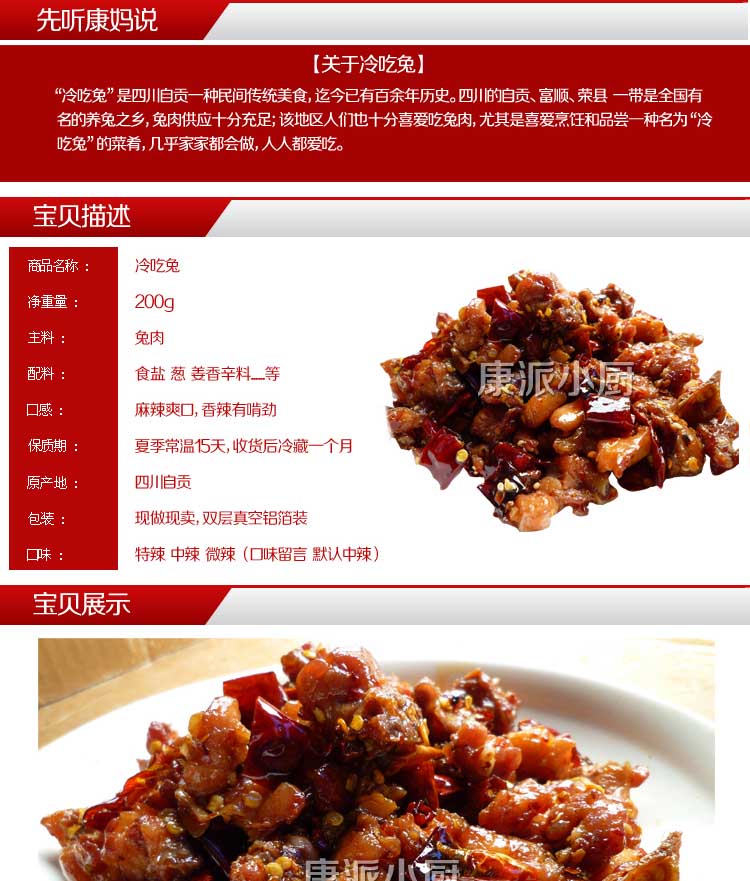 先听康妈说
【关于冷吃兔】
“冷吃兔”是四川自贡一种民间传统美食，迄今已有百余年历史。四川的自贡、富顺、荣县 一带是全国有
名的养兔之乡，兔肉供应十分充足；该地区人们也十分喜爱吃兔肉，尤其是喜爱烹饪和品尝一种名为“冷
吃兔”的菜肴，几乎家家都会做，人人都爱吃。
宝贝描述
商品名称： 冷吃兔
净重量： 200g
主料： 兔肉
配料： 食盐 葱 姜香辛料__等
口感： 麻辣爽口，香辣有啃劲
保质期： 夏季常温15天，收货后冷藏一个月
原产地： 四川自贡
包装： 现做现卖，双层真空铝箔装
口味： 特辣 中辣 微辣（口味留言 默认中辣）
康派小厨
宝贝展示
康派小厨